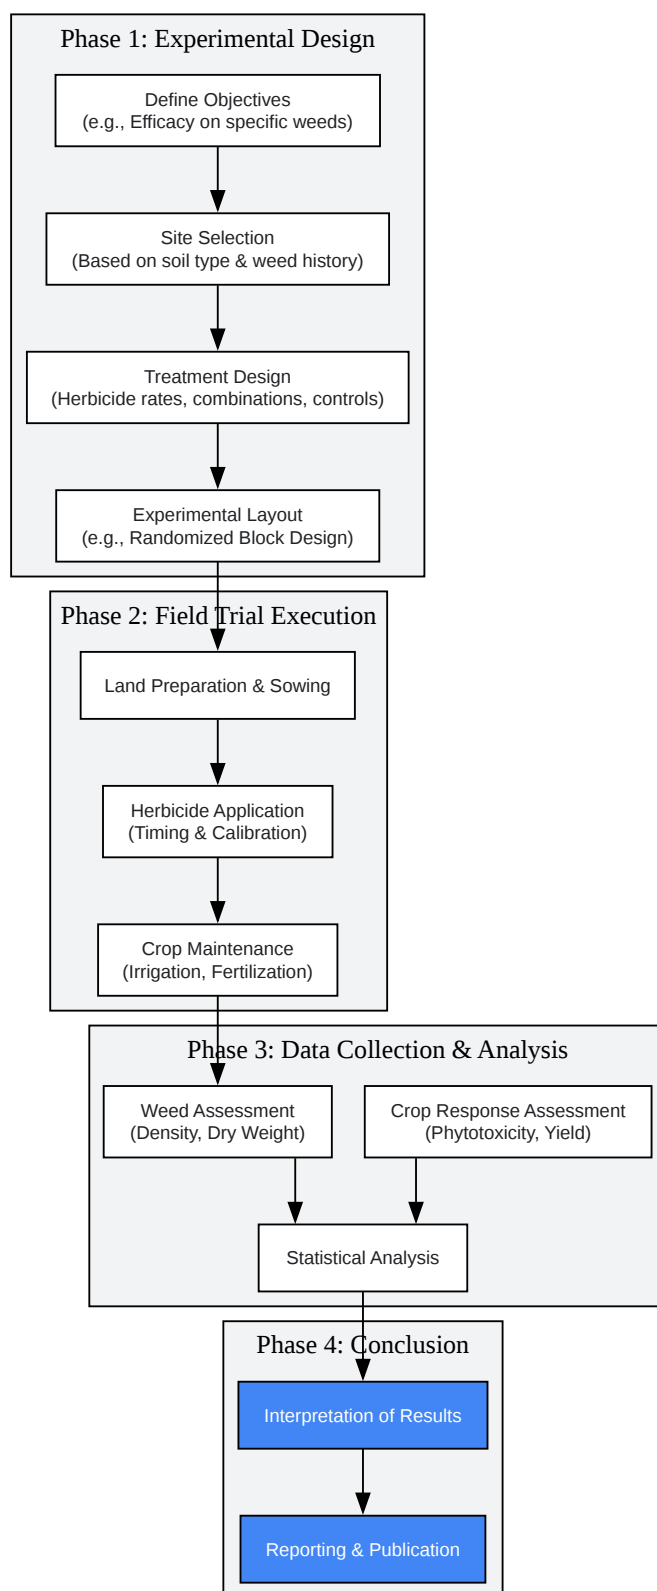 Phase 1: Experimental Design
Define Objectives
(e.g., Efficacy on specific weeds)
Site Selection
(Based on soil type & weed history)
Treatment Design
(Herbicide rates, combinations, controls)
Experimental Layout
(e.g., Randomized Block Design)
Phase 2: Field Trial Execution
Land Preparation & Sowing
Herbicide Application
(Timing & Calibration)
Crop Maintenance
(Irrigation, Fertilization)
Phase 3: Data Collection & Analysis
Weed Assessment
(Density, Dry Weight)
Crop Response Assessment
(Phytotoxicity, Yield)
Statistical Analysis
Phase 4: Conclusion
Interpretation of Results
Reporting & Publication